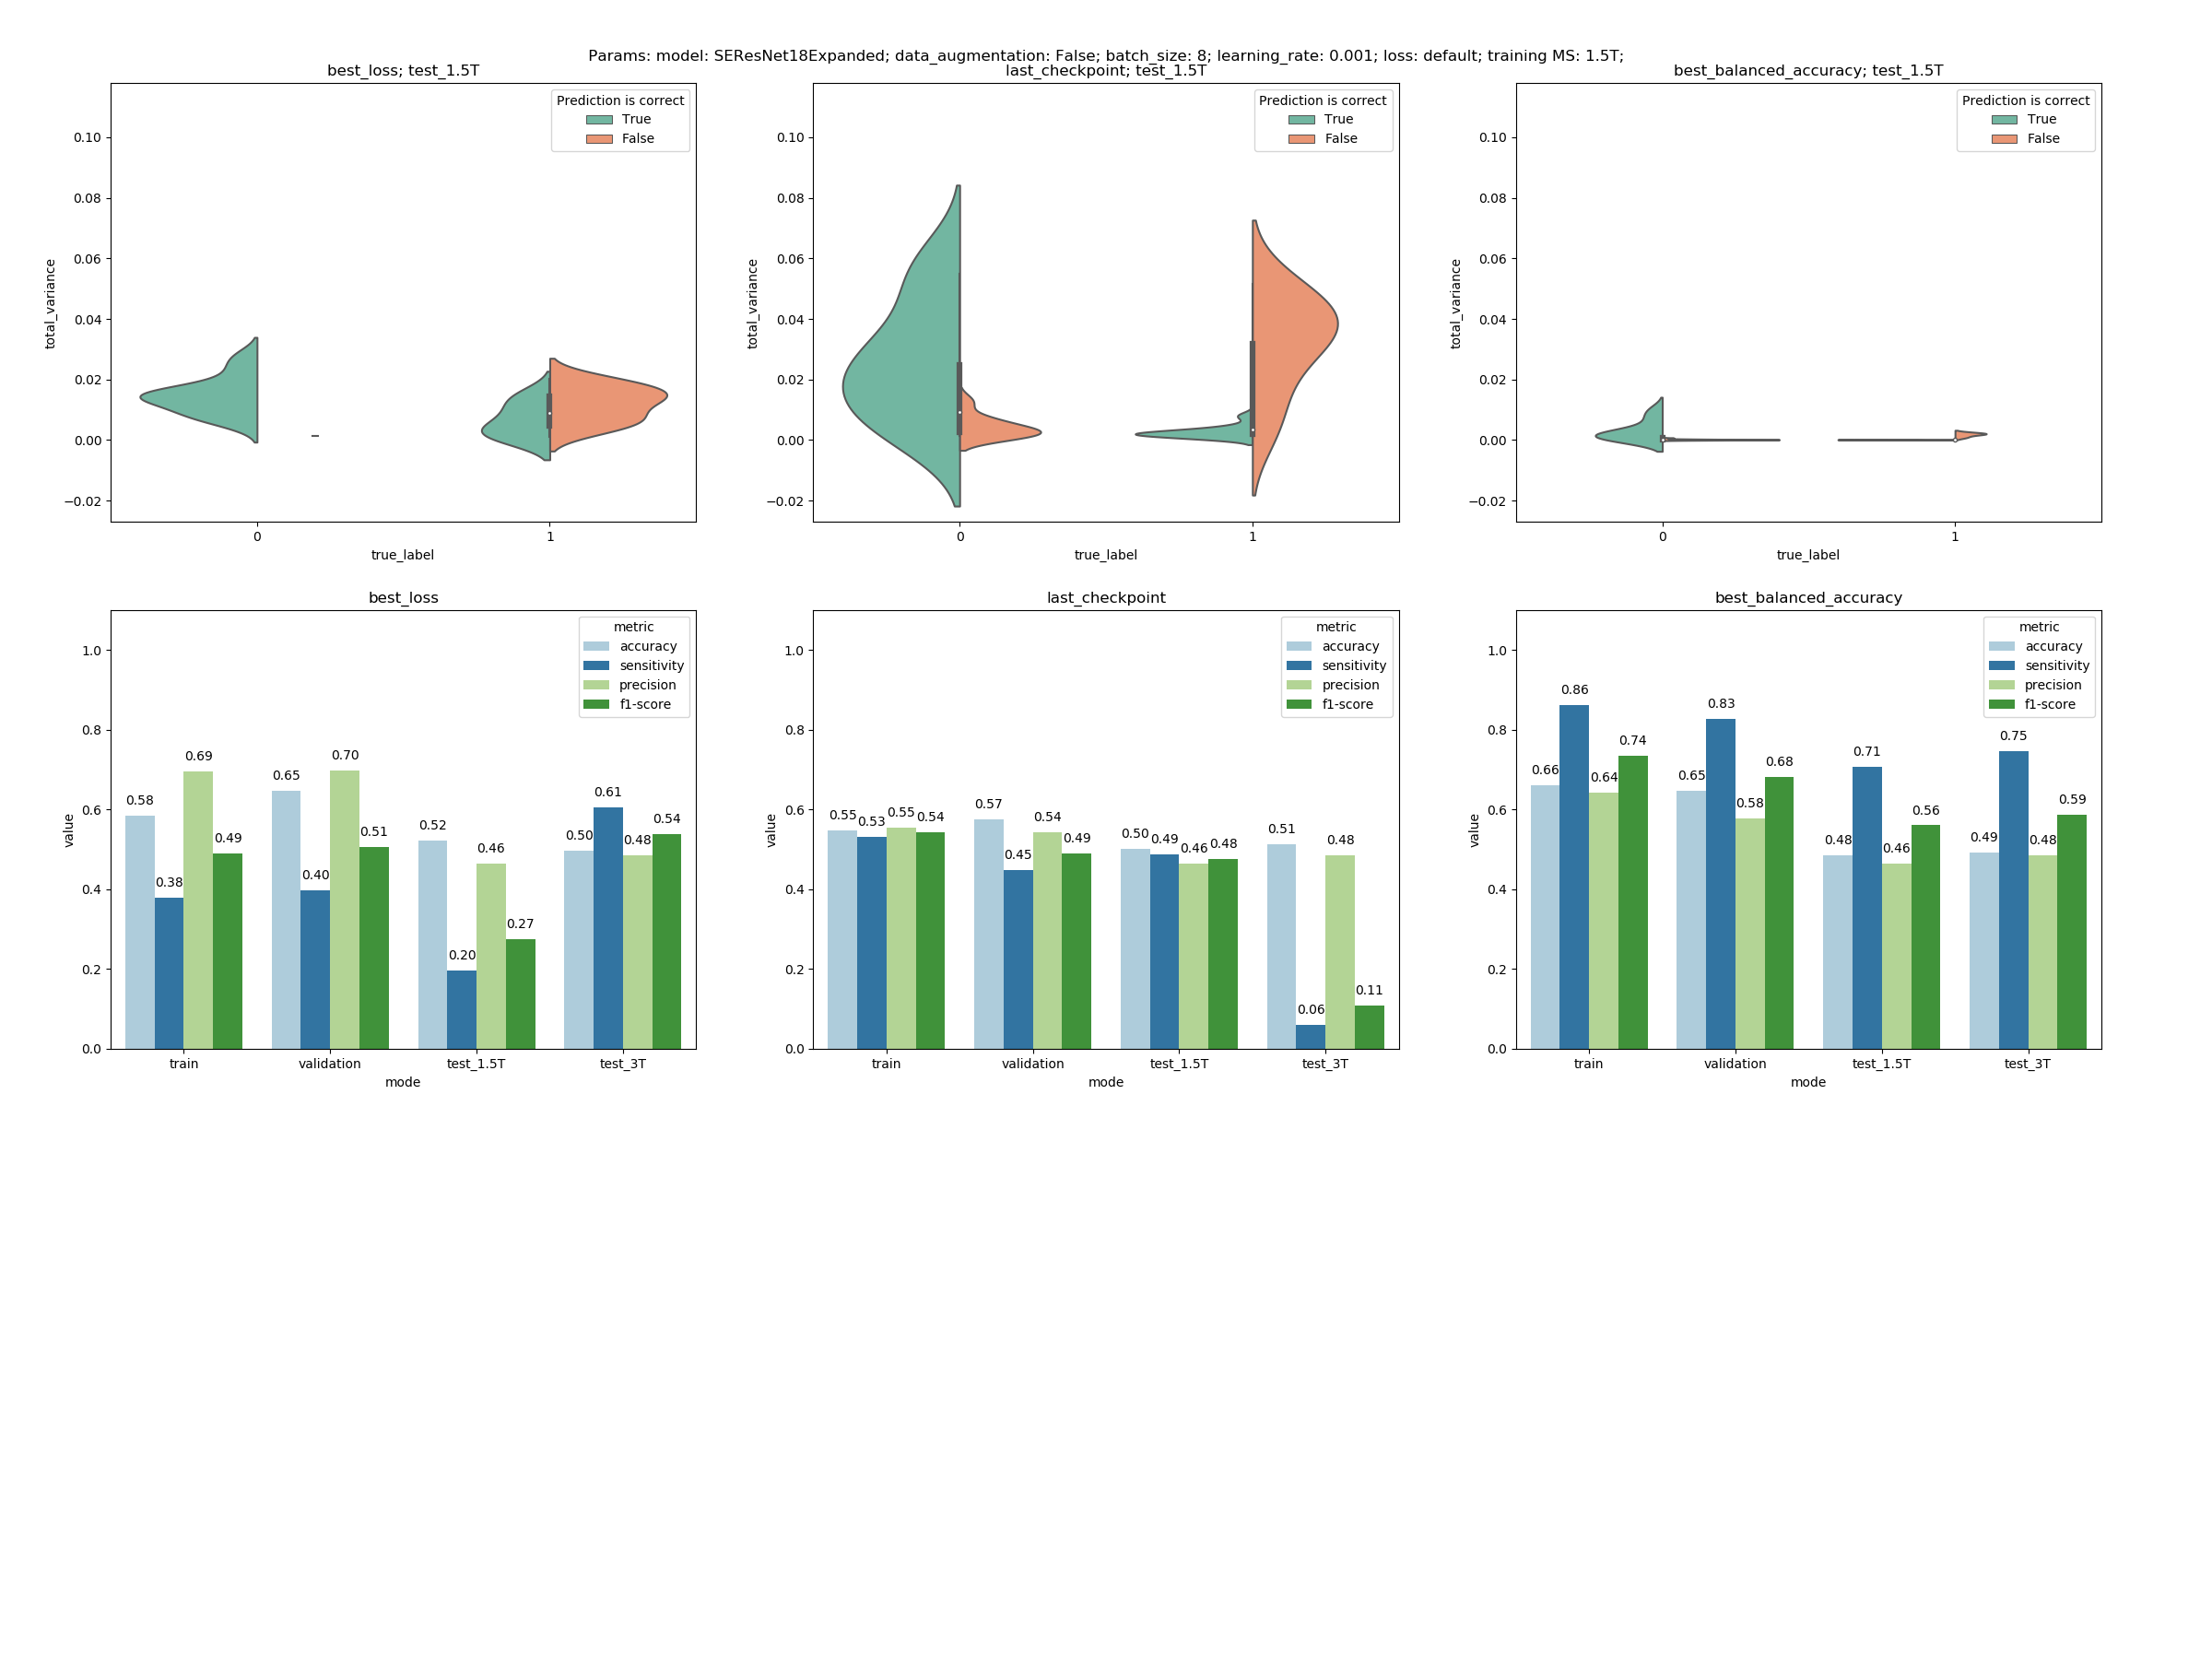 Params: model: SEResNet18Expanded; data_augmentation: False; batch_size: 8; learning_rate: 0.001; loss: default; training MS: 1.5T;
best_loss; test_1.5T
Prediction is correct
True
False
0.10
0.08
0.06
0.04
0.02
0.00
−0.02
total_variance
0
1
true_label
last_checkpoint; test_1.5T
Prediction is correct
True
False
0.10
0.08
0.06
0.04
0.02
0.00
−0.02
total_variance
0
1
true_label
best_balanced_accuracy; test_1.5T
Prediction is correct
True
False
0.10
0.08
0.06
0.04
0.02
0.00
−0.02
total_variance
0
1
true_label
best_loss
metric
accuracy
sensitivity
precision
f1-score
1.0
0.8
0.6
0.4
0.2
0.0
value
0.58
0.38
0.69
0.49
0.65
0.40
0.70
0.51
0.52
0.20
0.46
0.27
0.50
0.61
0.48
0.54
train
validation
test_1.5T
test_3T
mode
last_checkpoint
metric
accuracy
sensitivity
precision
f1-score
1.0
0.8
0.6
0.4
0.2
0.0
value
0.55
0.53
0.55
0.54
0.57
0.45
0.54
0.49
0.50
0.49
0.46
0.48
0.51
0.06
0.48
0.11
train
validation
test_1.5T
test_3T
mode
best_balanced_accuracy
metric
accuracy
sensitivity
precision
f1-score
1.0
0.8
0.6
0.4
0.2
0.0
value
0.66
0.86
0.64
0.74
0.65
0.83
0.58
0.68
0.48
0.71
0.46
0.56
0.49
0.75
0.48
0.59
train
validation
test_1.5T
test_3T
mode